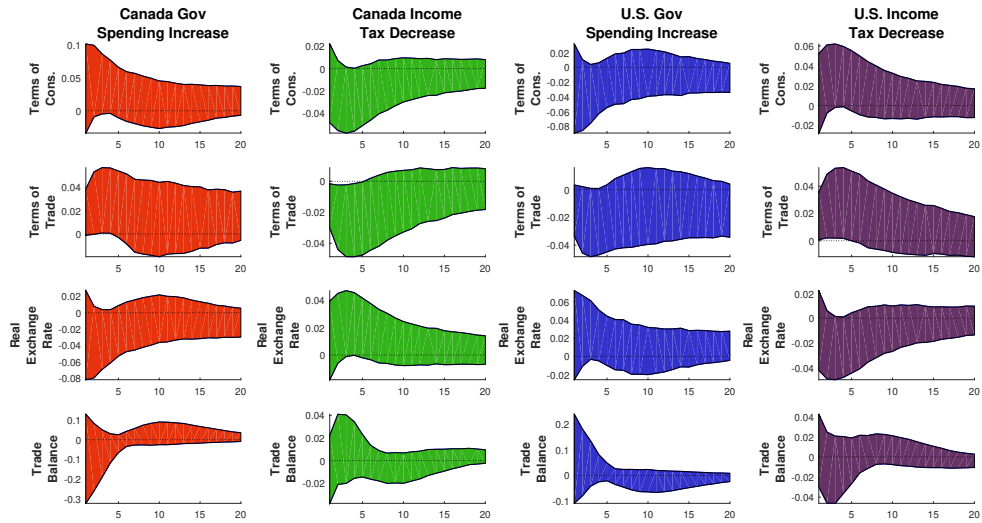 Canada Gov
Spending Increase
Canada Income
Tax Decrease
U.S. Gov
Spending Increase
U.S. Income
Tax Decrease
Terms of
Cons.
0.1
0.05
0
5 10 15 20
Terms of
Cons.
0.02
0
-0.02
-0.04
5 10 15 20
Terms of
Cons.
0.02
0
-0.02
-0.04
-0.06
-0.08
5 10 15 20
Terms of
Cons.
0.06
0.04
0.02
0
-0.02
5 10 15 20
Terms of
Trade
0.04
0.02
0
5 10 15 20
Terms of
Trade
0
-0.02
-0.04
5 10 15 20
Terms of
Trade
0
-0.02
-0.04
5 10 15 20
Terms of
Trade
0.04
0.02
0
5 10 15 20
Real
Exchange
Rate
0.02
0
-0.02
-0.04
-0.06
-0.08
5 10 15 20
Real
Exchange
Rate
0.04
0.02
0
5 10 15 20
Real
Exchange
Rate
0.06
0.04
0.02
0
-0.02
5 10 15 20
Real
Exchange
Rate
0.02
0
-0.02
-0.04
5 10 15 20
Trade
Balance
0.1
0
-0.1
-0.2
-0.3
5 10 15 20
Trade
Balance
0.04
0.02
0
-0.02
5 10 15 20
Trade
Balance
0.2
0.1
0
-0.1
5 10 15 20
Trade
Balance
0.04
0.02
0
-0.02
-0.04
5 10 15 20